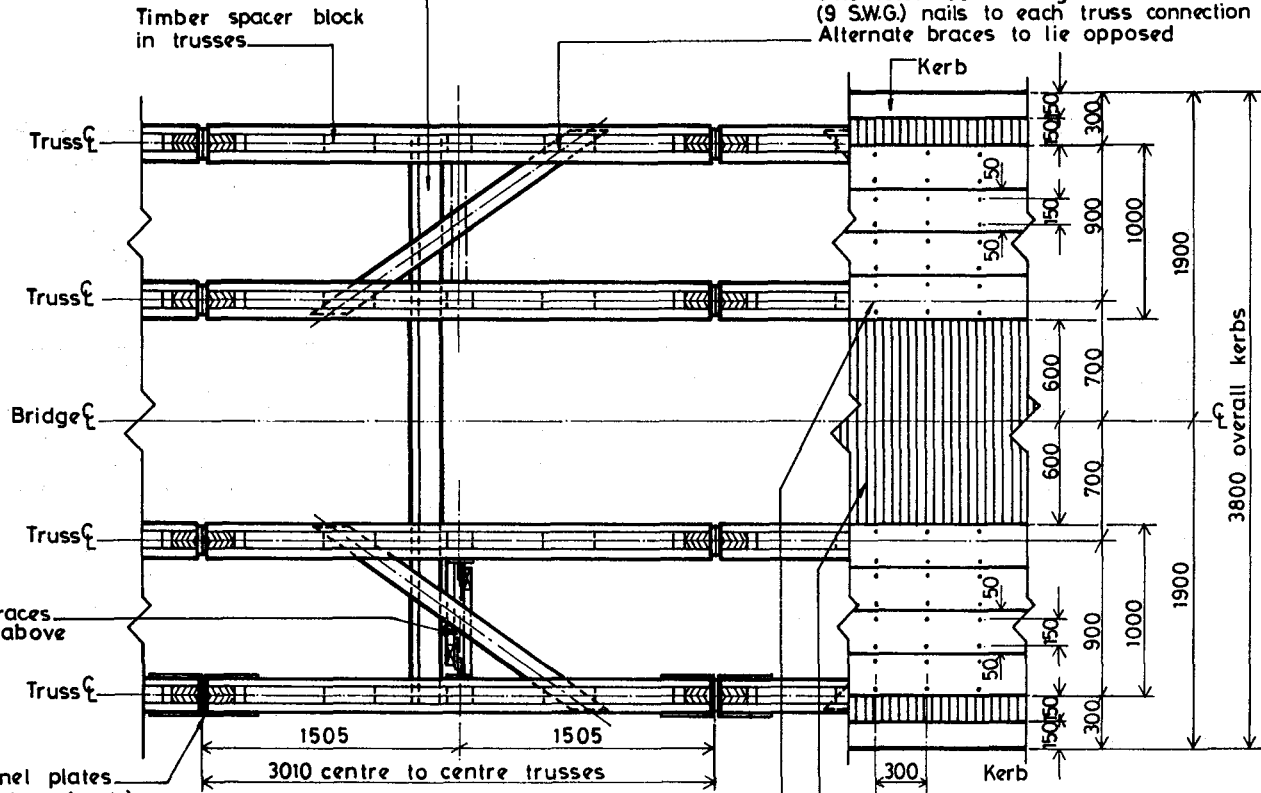 Timber spacer block
in trusses
(9 S.W.G.) nails to each truss connection
Alternate braces to lie opposed
Kerb
Truss ℄
Truss ℄
Bridge ℄
Truss ℄
Truss ℄
races
above
nel plates
1505
1505
3010 centre to centre trusses
50
150
50
50
150
50
150
150
300
900
1000
1900
600
700
600
700
℄
3800 overall kerbs
900
1000
1900
150
150
300
300
Kerb